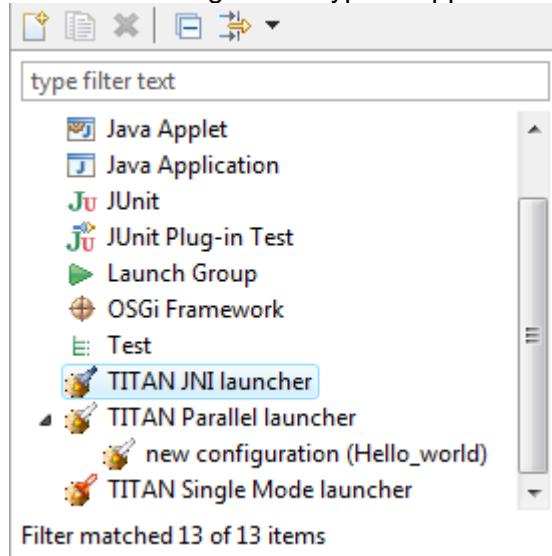 type filter text
Java Applet
Java Application
JUnit
JUnit Plug-in Test
Launch Group
OSGi Framework
Test
TITAN JNI launcher
TITAN Parallel launcher
new configuration (Hello_world)
TITAN Single Mode launcher
Filter matched 13 of 13 items